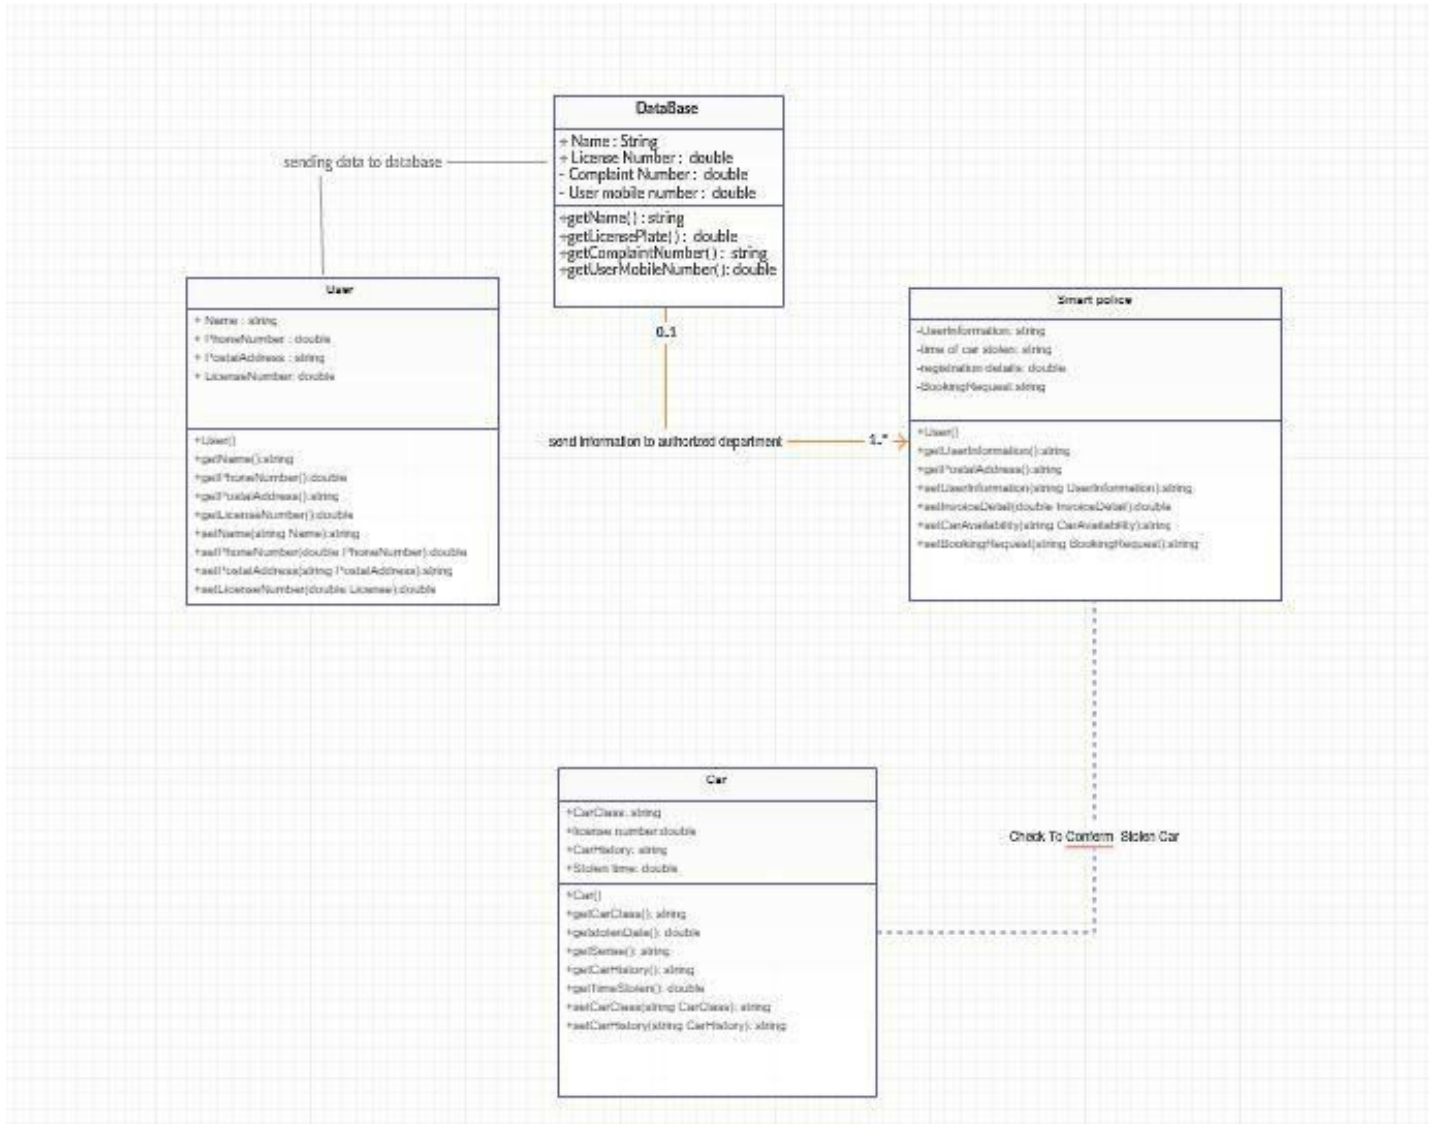 DataBase
+ Name : String
+ License Number : double
- Complaint Number : double
- User mobile number : double
+getName() : string
+getLicensePlate() : double
+getComplaintNumber() : string
+getUserMobileNumber(): double
sending data to database
User
+ Name : string
+ PhoneNumber : double
+ PostalAddress : string
+ LicenseNumber: double
+User()
+getName():string
+getPhoneNumber():double
+getPostalAddress():string
+getLicenseNumber():double
+setName(string Name):string
+setPhoneNumber(double PhoneNumber):double
+setPostalAddress(string PostalAddress):string
+setLicenseNumber(double License):double
0..1
send information to authorized department
1..*
Smart police
-UserInformation: string
-time of car stolen: string
-registration details: double
-BookingRequest:string
+User()
+getUserInformation():string
+getPostalAddress():string
+setUserInformation(string UserInformation):string
+setInvoiceDetail(double InvoiceDetail):double
+setCarAvailability(string CarAvailability):string
+setBookingRequest(string BookingRequest):string
Car
+CarClass: string
+license number:double
+CarHistory: string
+Stolen time: double
+Car()
+getCarClass(): string
+getstolenDate(): double
+getSense(): string
+getCarHistory(): string
+getTimeStolen(): double
+setCarClass(string CarClass): string
+setCarHistory(string CarHistory): string
Check To Conferm Stolen Car